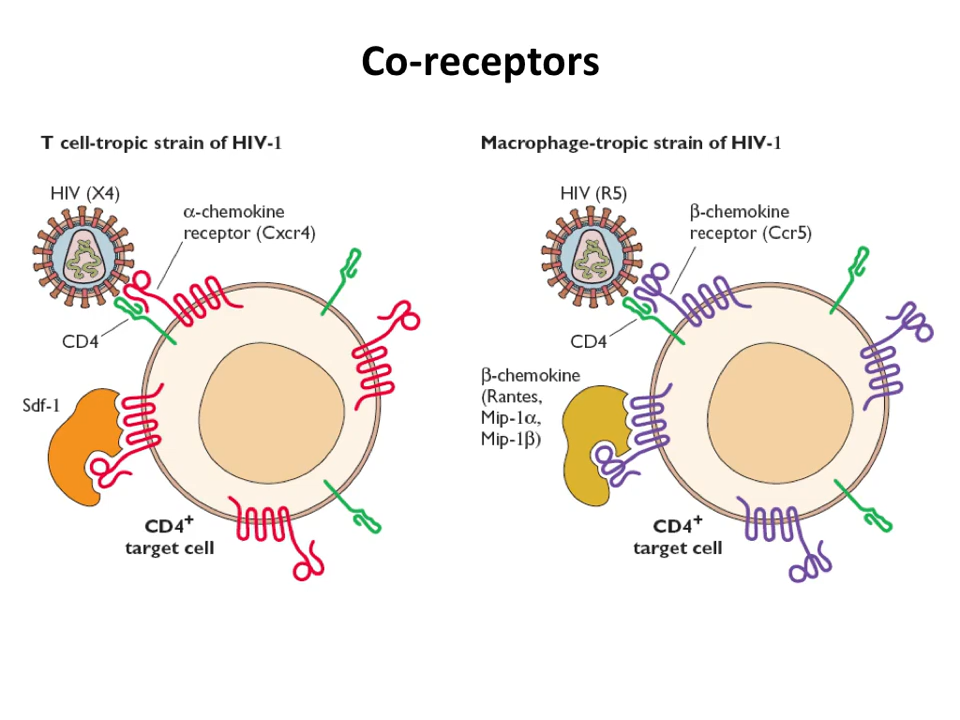 Co-receptors
T cell-tropic strain of HIV-1
HIV (X4)
α-chemokine
receptor (Cxcr4)
CD4
Sdf-1
CD4⁺
target cell
Macrophage-tropic strain of HIV-1
HIV (R5)
β-chemokine
receptor (Ccr5)
CD4
β-chemokine
(Rantes,
Mip-1α,
Mip-1β)
CD4⁺
target cell